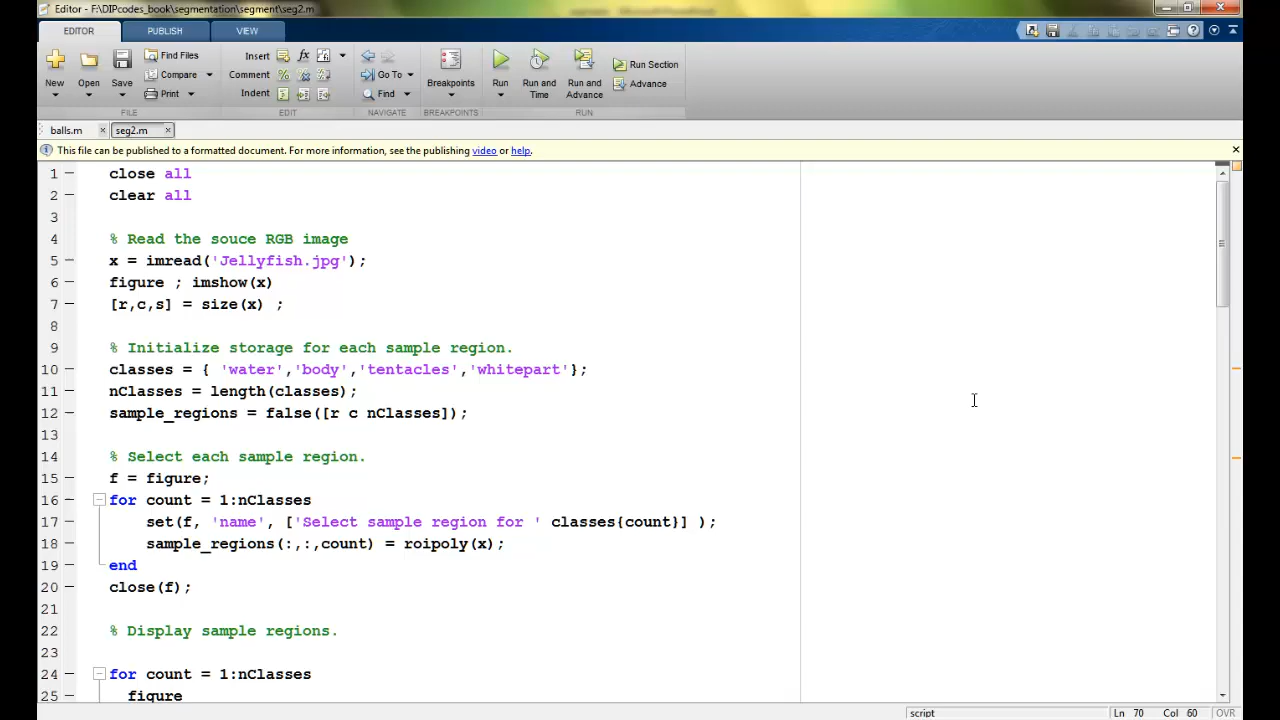 Editor - F:\DIPcodes_book\segmentation\segment\seg2.m
EDITOR PUBLISH VIEW
New Open Save Find Files Compare Print
Insert Comment Indent
Go To Find
Breakpoints
Run Run and Time Run and Advance Run Section Advance
FILE EDIT NAVIGATE BREAKPOINTS RUN
balls.m seg2.m
This file can be published to a formatted document. For more information, see the publishing video or help.
1 close all
2 clear all
3
4 % Read the souce RGB image
5 x = imread('Jellyfish.jpg');
6 figure ; imshow(x)
7 [r,c,s] = size(x) ;
8
9 % Initialize storage for each sample region.
10 classes = { 'water','body','tentacles','whitepart'};
11 nClasses = length(classes);
12 sample_regions = false([r c nClasses]);
13
14 % Select each sample region.
15 f = figure;
16 for count = 1:nClasses
17 set(f, 'name', ['Select sample region for ' classes{count}] );
18 sample_regions(:,:,count) = roipoly(x);
19 end
20 close(f);
21
22 % Display sample regions.
23
24 for count = 1:nClasses
25 figure
script Ln 70 Col 60 OVR